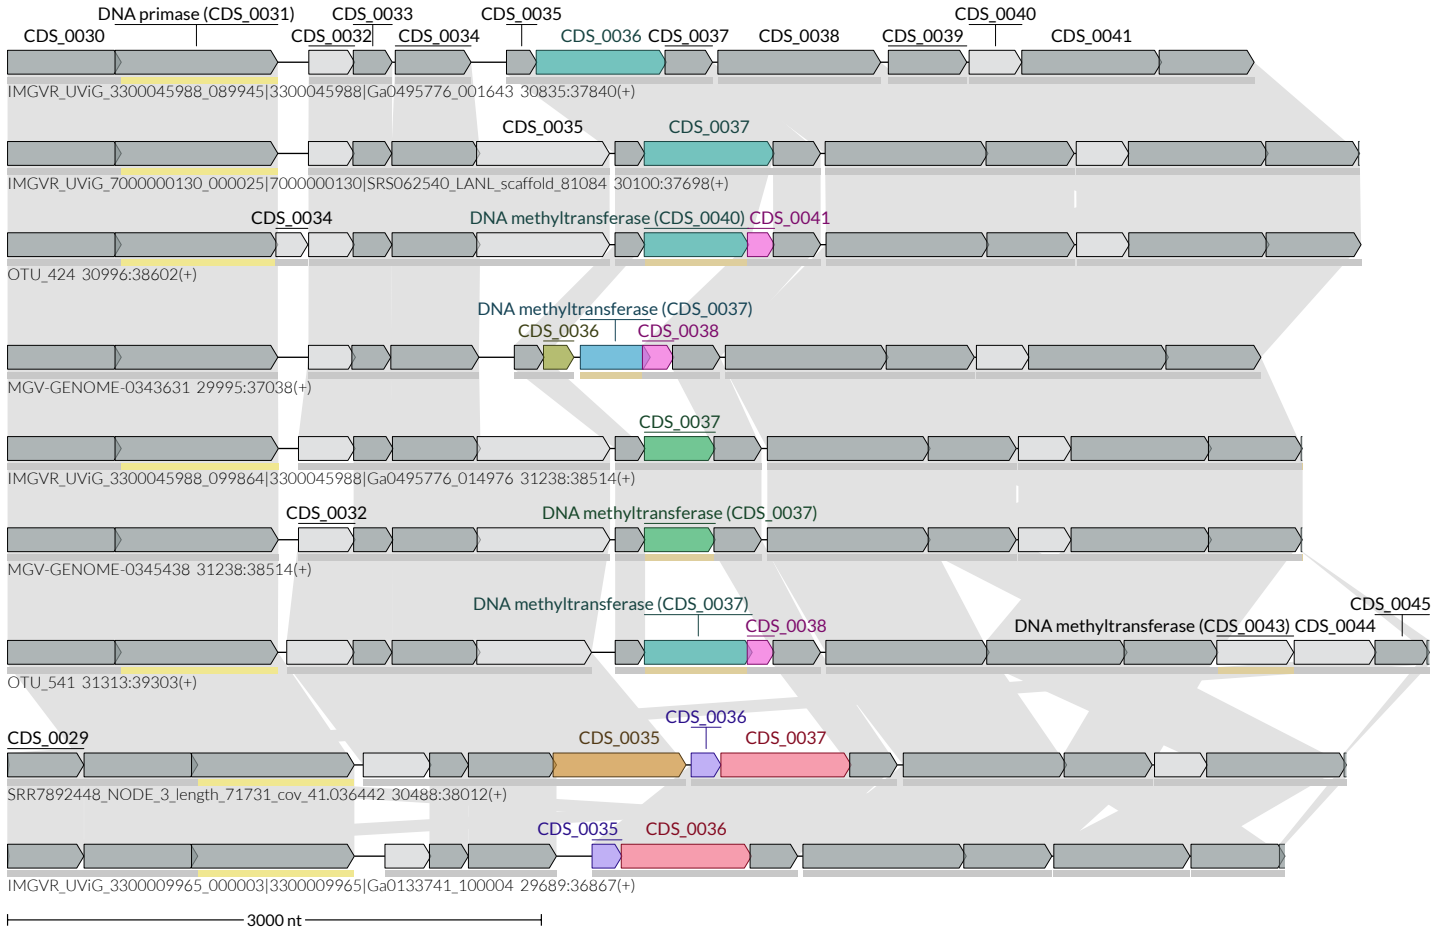 DNA primase (CDS_0031) CDS_0033 CDS_0035 CDS_0040
CDS_0030 CDS_0032 CDS_0034 CDS_0036 CDS_0037 CDS_0038 CDS_0039 CDS_0041
IMGVR_UViG_3300045988_089945|3300045988|Ga0495776_001643 30835:37840(+)
CDS_0035 CDS_0037
IMGVR_UViG_7000000130_000025|7000000130|SRS062540_LANL_scaffold_81084 30100:37698(+)
CDS_0034 DNA methyltransferase (CDS_0040) CDS_0041
OTU_424 30996:38602(+)
DNA methyltransferase (CDS_0037)
CDS_0036 CDS_0038
MGV-GENOME-0343631 29995:37038(+)
CDS_0037
IMGVR_UViG_3300045988_099864|3300045988|Ga0495776_014976 31238:38514(+)
CDS_0032 DNA methyltransferase (CDS_0037)
MGV-GENOME-0345438 31238:38514(+)
DNA methyltransferase (CDS_0037) CDS_0045
CDS_0038 DNA methyltransferase (CDS_0043) CDS_0044
OTU_541 31313:39303(+)
CDS_0036
CDS_0029 CDS_0035 CDS_0037
SRR7892448_NODE_3_length_71731_cov_41.036442 30488:38012(+)
CDS_0035 CDS_0036
IMGVR_UViG_3300009965_000003|3300009965|Ga0133741_100004 29689:36867(+)
3000 nt